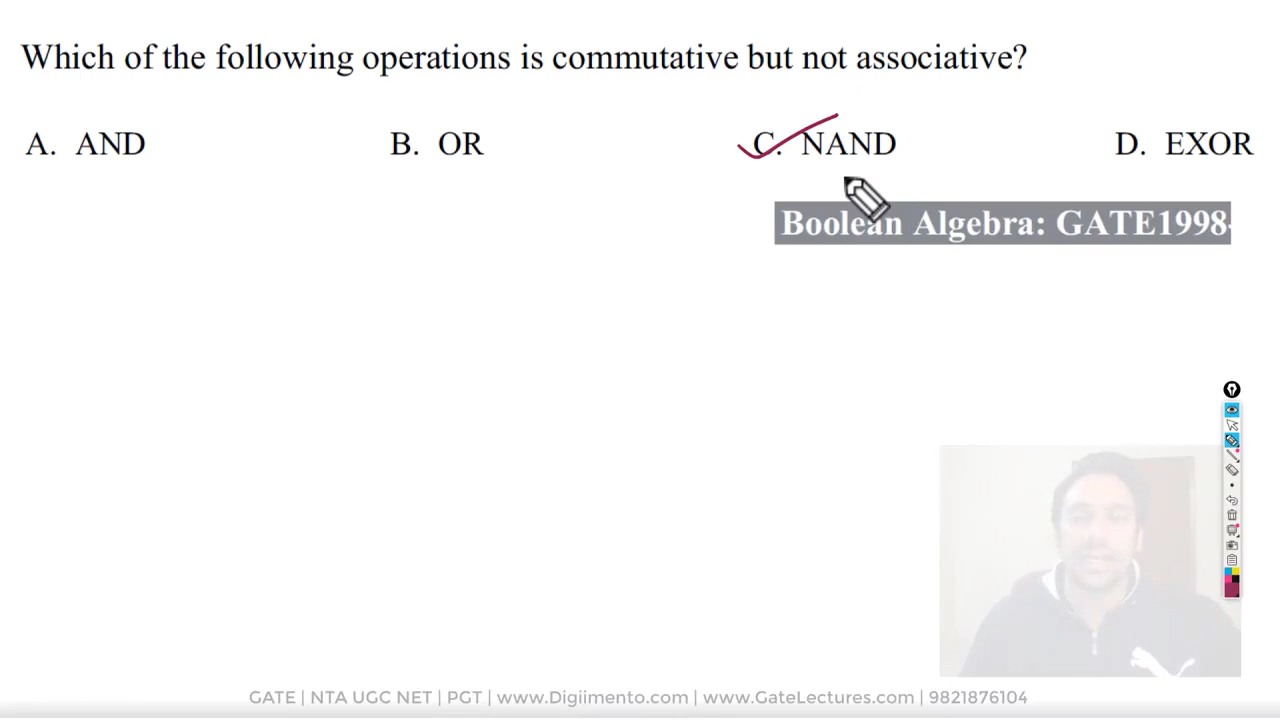 Which of the following operations is commutative but not associative?
A. AND B. OR C. NAND D. EXOR
Boolean Algebra: GATE1998-
GATE | NTA UGC NET | PGT | www.Digiimento.com | www.GateLectures.com | 9821876104